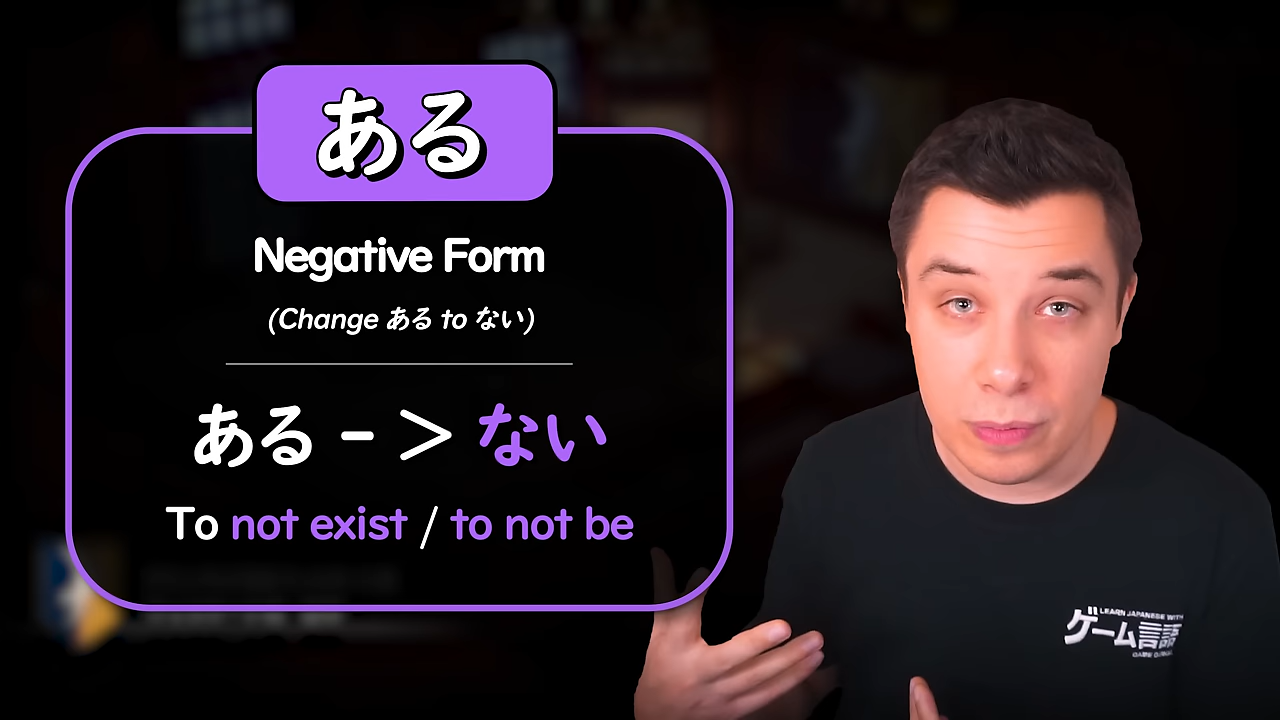 ある
Negative Form
(Change ある to ない)
ある - > ない
To not exist / to not be
LEARN JAPANESE WITH
ゲーム言語